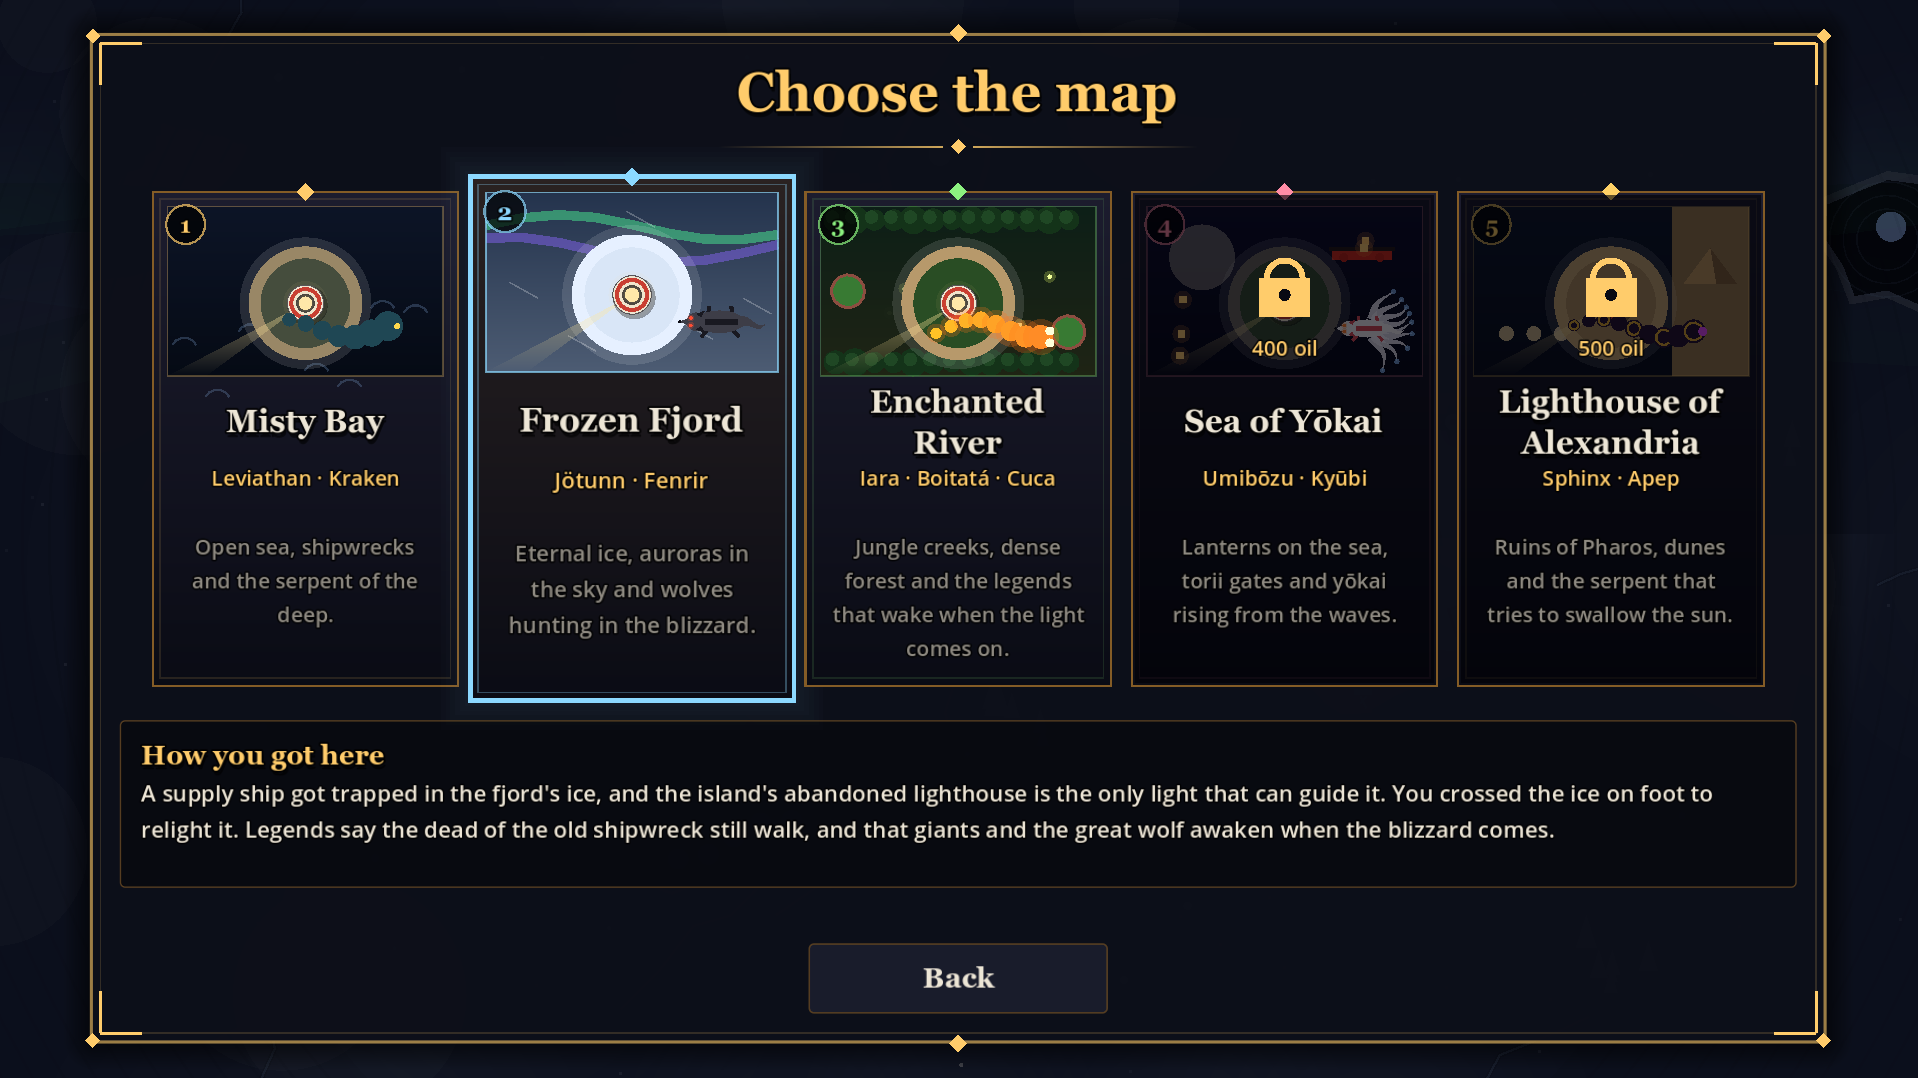 Choose the map
1
Misty Bay
Leviathan · Kraken
Open sea, shipwrecks
and the serpent of the
deep.
2
Frozen Fjord
Jötunn · Fenrir
Eternal ice, auroras in
the sky and wolves
hunting in the blizzard.
3
Enchanted
River
Iara · Boitatá · Cuca
Jungle creeks, dense
forest and the legends
that wake when the light
comes on.
4
400 oil
Sea of Yōkai
Umibōzu · Kyūbi
Lanterns on the sea,
torii gates and yōkai
rising from the waves.
5
500 oil
Lighthouse of
Alexandria
Sphinx · Apep
Ruins of Pharos, dunes
and the serpent that
tries to swallow the sun.
How you got here
A supply ship got trapped in the fjord's ice, and the island's abandoned lighthouse is the only light that can guide it. You crossed the ice on foot to
relight it. Legends say the dead of the old shipwreck still walk, and that giants and the great wolf awaken when the blizzard comes.
Back